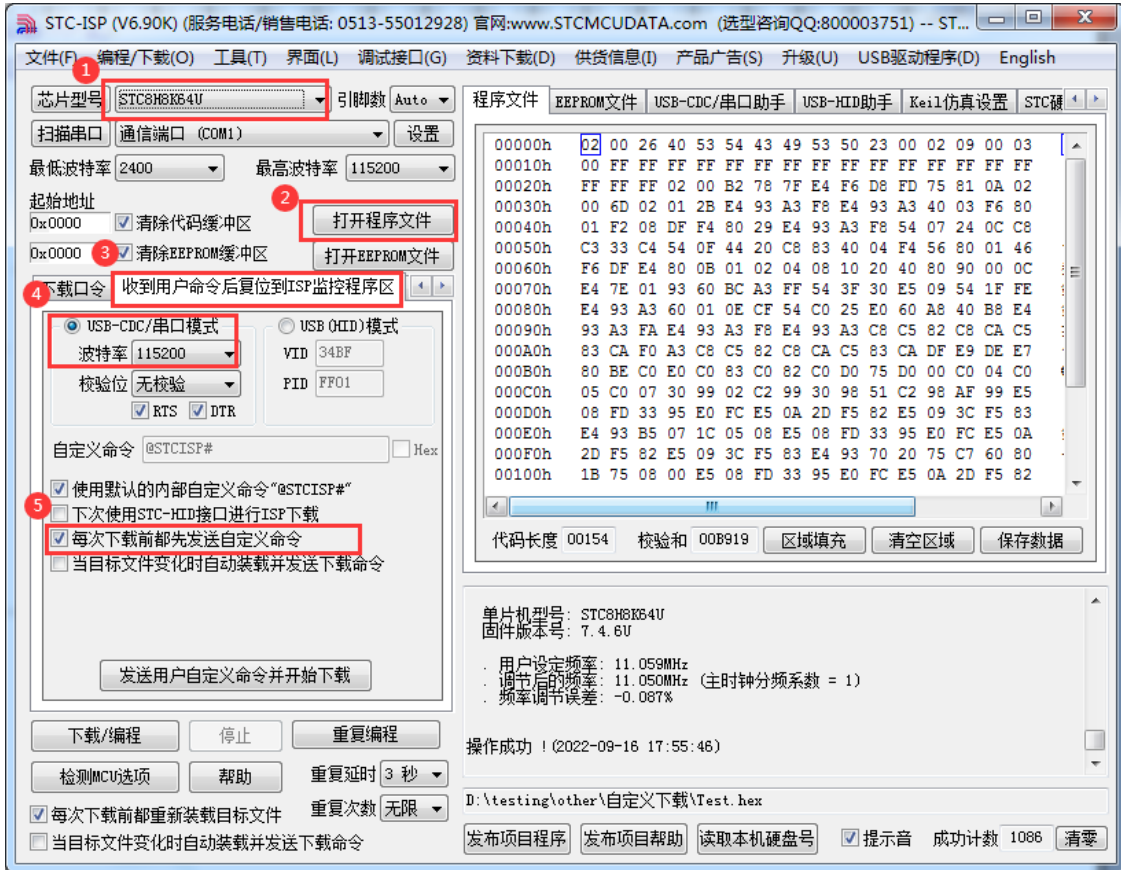 STC-ISP (V6.90K) (服务电话/销售电话: 0513-55012928) 官网:www.STCMCUDATA.com (选型咨询QQ:800003751) -- ST...
文件(F) 编程/下载(O) 工具(T) 界面(L) 调试接口(G) 资料下载(D) 供货信息(I) 产品广告(S) 升级(U) USB驱动程序(D) English
1
芯片型号 STC8H8K64U 引脚数 Auto
扫描串口 通信端口 (COM1) 设置
最低波特率 2400 最高波特率 115200
起始地址
2
0x0000 清除代码缓冲区 打开程序文件
0x0000 3 清除EEPROM缓冲区 打开EEPROM文件
4 下载口令 收到用户命令后复位到ISP监控程序区
USB-CDC/串口模式 USB(HID)模式
波特率 115200 VID 34BF
校验位 无校验 PID FF01
RTS DTR
自定义命令 @STCISP# Hex
使用默认的内部自定义命令"@STCISP#"
5
下次使用STC-HID接口进行ISP下载
每次下载前都先发送自定义命令
当目标文件变化时自动装载并发送下载命令
发送用户自定义命令并开始下载
下载/编程 停止 重复编程
检测MCU选项 帮助 重复延时 3 秒
每次下载前都重新装载目标文件 重复次数 无限
当目标文件变化时自动装载并发送下载命令
程序文件 EEPROM文件 USB-CDC/串口助手 USB-HID助手 Keil仿真设置 STC硬
00000h 02 00 26 40 53 54 43 49 53 50 23 00 02 09 00 03
00010h 00 FF FF FF FF FF FF FF FF FF FF FF FF FF FF FF
00020h FF FF FF 02 00 B2 78 7F E4 F6 D8 FD 75 81 0A 02
00030h 00 6D 02 01 2B E4 93 A3 F8 E4 93 A3 40 03 F6 80
00040h 01 F2 08 DF F4 80 29 E4 93 A3 F8 54 07 24 0C C8
00050h C3 33 C4 54 0F 44 20 C8 83 40 04 F4 56 80 01 46
00060h F6 DF E4 80 0B 01 02 04 08 10 20 40 80 90 00 0C
00070h E4 7E 01 93 60 BC A3 FF 54 3F 30 E5 09 54 1F FE
00080h E4 93 A3 60 01 0E CF 54 C0 25 E0 60 A8 40 B8 E4
00090h 93 A3 FA E4 93 A3 F8 E4 93 A3 C8 C5 82 C8 CA C5
000A0h 83 CA F0 A3 C8 C5 82 C8 CA C5 83 CA DF E9 DE E7
000B0h 80 BE C0 E0 C0 83 C0 82 C0 D0 75 D0 00 C0 04 C0
000C0h 05 C0 07 30 99 02 C2 99 30 98 51 C2 98 AF 99 E5
000D0h 08 FD 33 95 E0 FC E5 0A 2D F5 82 E5 09 3C F5 83
000E0h E4 93 B5 07 1C 05 08 E5 08 FD 33 95 E0 FC E5 0A
000F0h 2D F5 82 E5 09 3C F5 83 E4 93 70 20 75 C7 60 80
00100h 1B 75 08 00 E5 08 FD 33 95 E0 FC E5 0A 2D F5 82
代码长度 00154 校验和 00B919 区域填充 清空区域 保存数据
单片机型号: STC8H8K64U
固件版本号: 7.4.6U
. 用户设定频率: 11.059MHz
. 调节后的频率: 11.050MHz (主时钟分频系数 = 1)
. 频率调节误差: -0.087%
操作成功 !(2022-09-16 17:55:46)
D:\testing\other\自定义下载\Test.hex
发布项目程序 发布项目帮助 读取本机硬盘号 提示音 成功计数 1086 清零